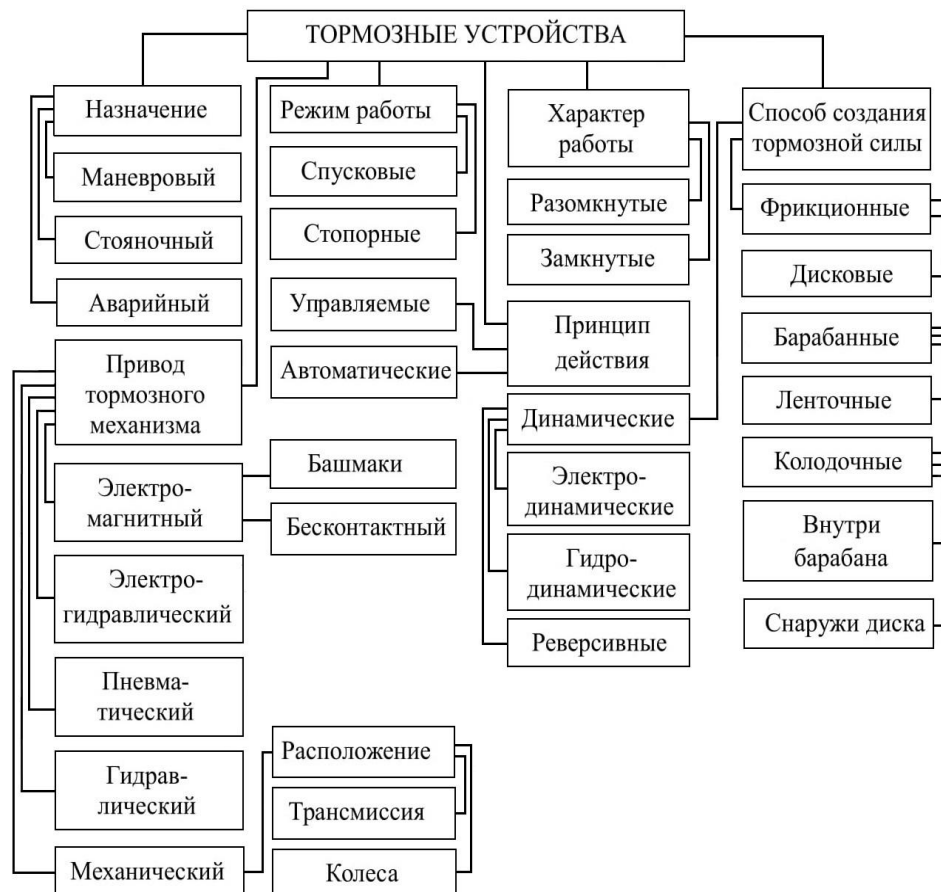 ТОРМОЗНЫЕ УСТРОЙСТВА
Назначение
Маневровый
Стояночный
Аварийный
Привод
тормозного
механизма
Электро-
магнитный
Электро-
гидравлический
Пневма-
тический
Гидрав-
лический
Механический
Режим работы
Спусковые
Стопорные
Управляемые
Автоматические
Башмаки
Бесконтактный
Расположение
Трансмиссия
Колеса
Характер
работы
Разомкнутые
Замкнутые
Принцип
действия
Динамические
Электро-
динамические
Гидро-
динамические
Реверсивные
Способ создания
тормозной силы
Фрикционные
Дисковые
Барабанные
Ленточные
Колодочные
Внутри
барабана
Снаружи диска